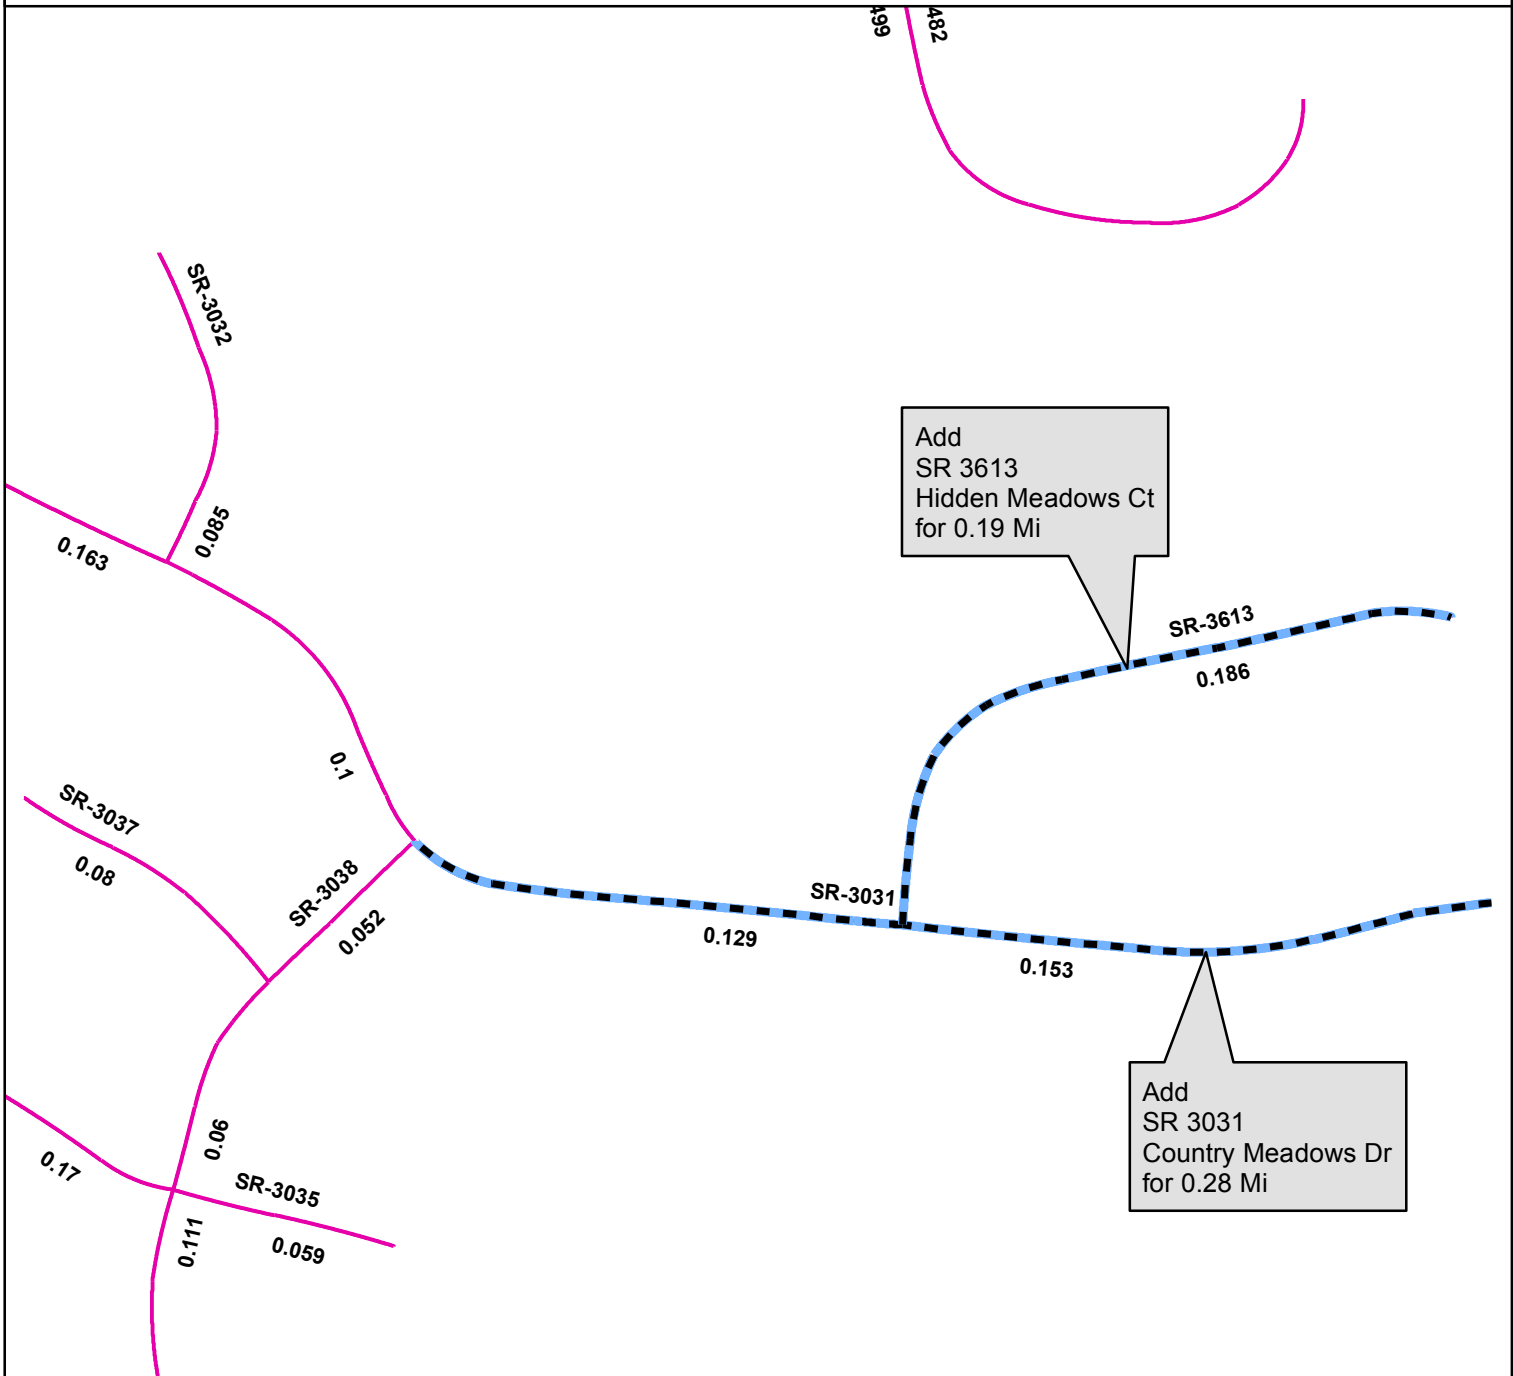 499
482
SR-3032
0.085
0.163
Add
SR 3613
Hidden Meadows Ct
for 0.19 Mi
SR-3613
0.186
0.1
SR-3037
0.08
SR-3038
0.052
SR-3031
0.129
0.153
Add
SR 3031
Country Meadows Dr
for 0.28 Mi
0.06
0.17
SR-3035
0.111
0.059